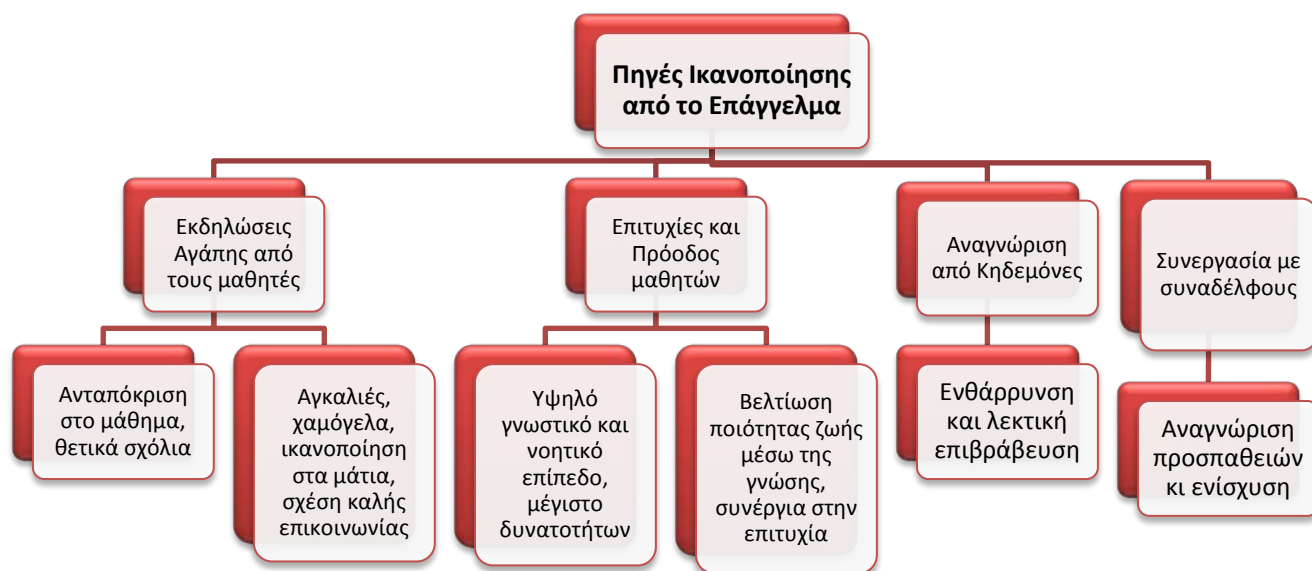 Πηγές Ικανοποίησης
από το Επάγγελμα
Εκδηλώσεις
Αγάπης από
τους μαθητές
Επιτυχίες και
Πρόοδος
μαθητών
Αναγνώριση
από Κηδεμόνες
Συνεργασία με
συναδέλφους
Ανταπόκριση
στο μάθημα,
θετικά σχόλια
Αγκαλιές,
χαμόγελα,
ικανοποίηση
στα μάτια,
σχέση καλής
επικοινωνίας
Υψηλό
γνωστικό και
νοητικό
επίπεδο,
μέγιστο
δυνατοτήτων
Βελτίωση
ποιότητας ζωής
μέσω της
γνώσης,
συνέργια στην
επιτυχία
Ενθάρρυνση
και λεκτική
επιβράβευση
Αναγνώριση
προσπαθειών
κι ενίσχυση